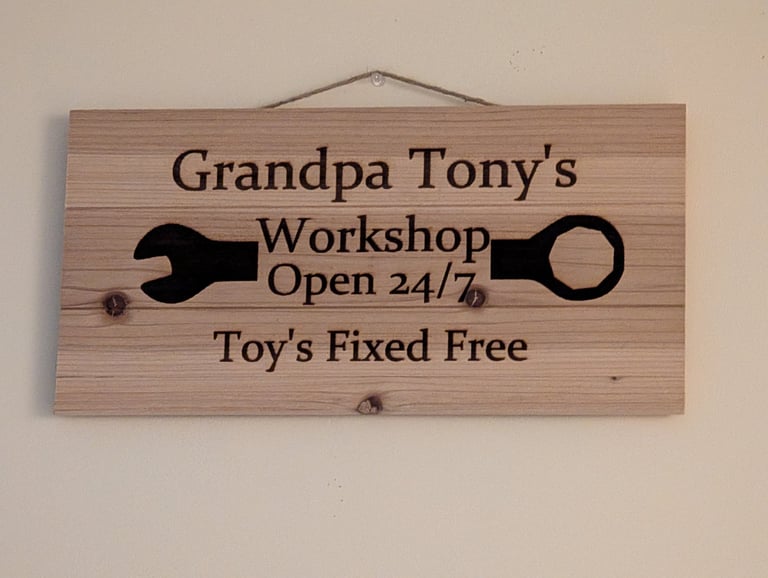 Grandpa Tony's
Workshop
Open 24/7
Toy's Fixed Free